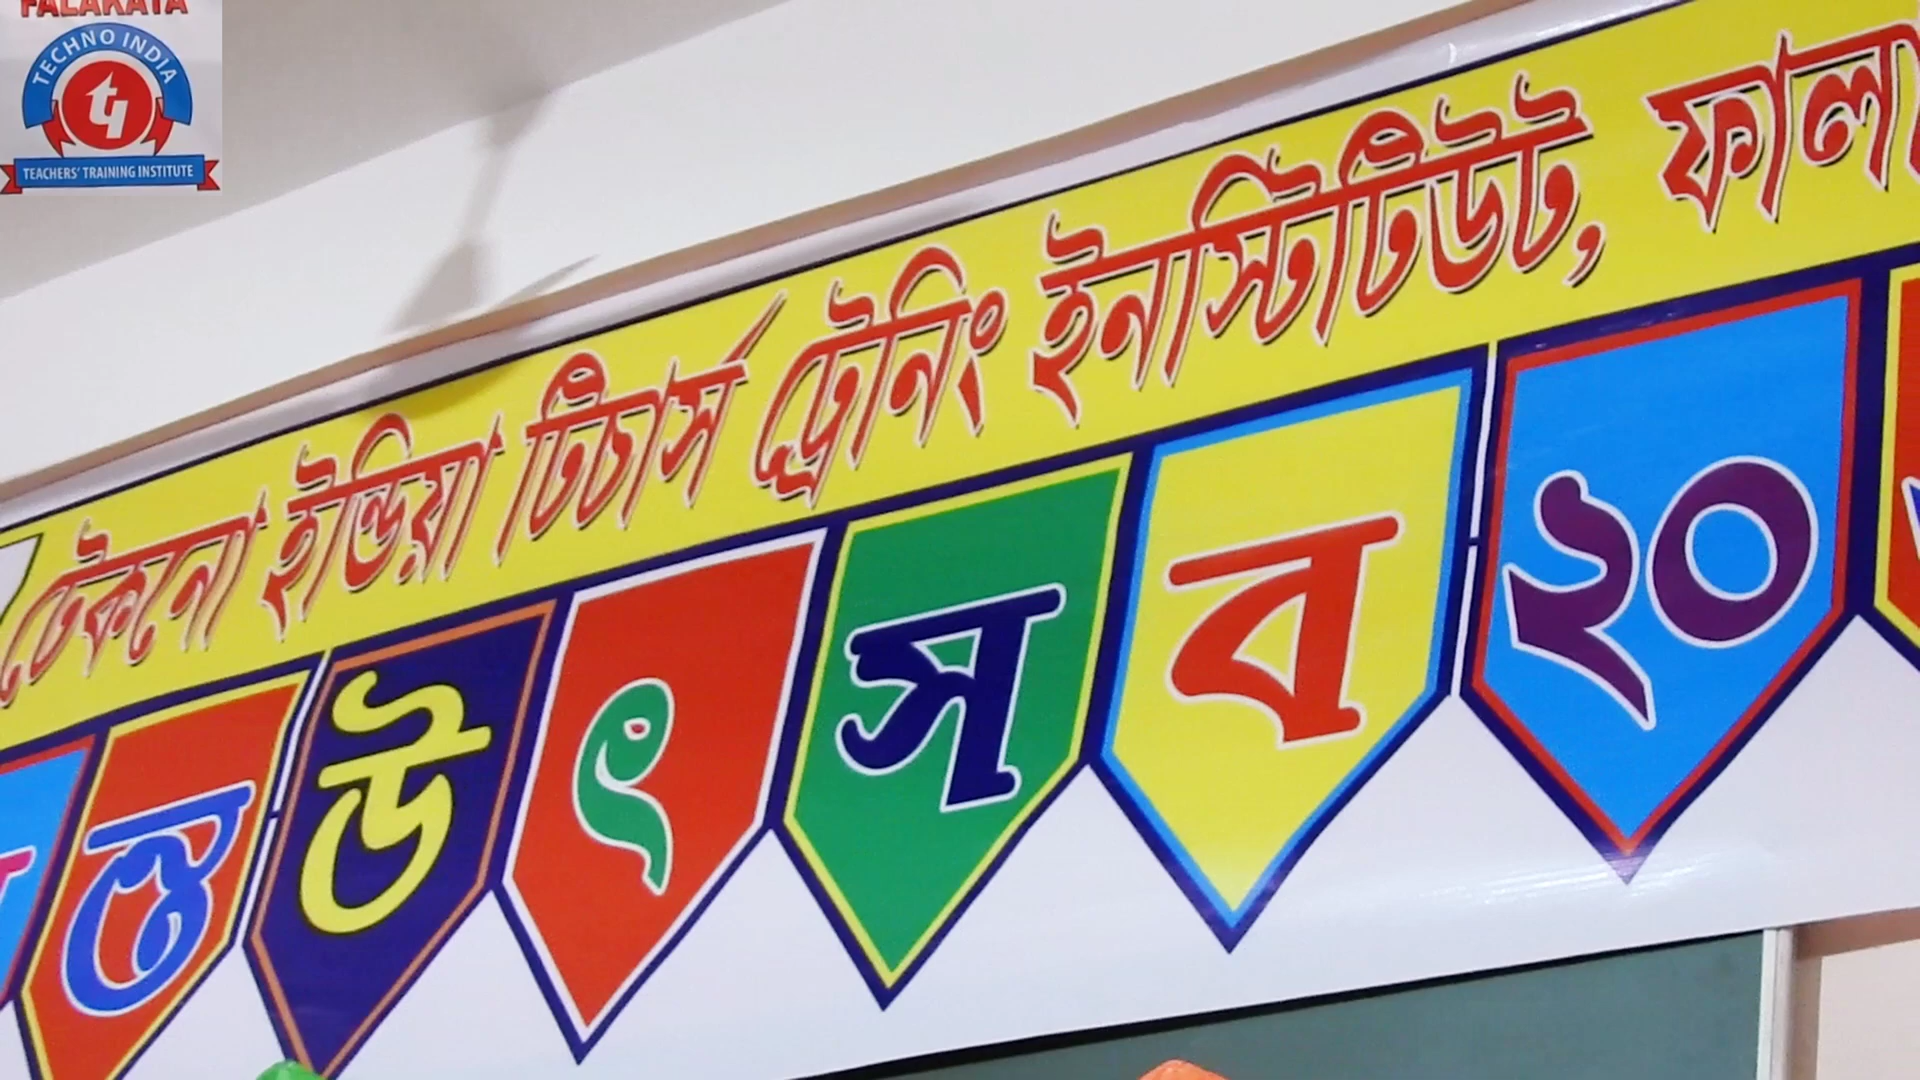 FALAKATA
TECHNO INDIA
TEACHERS' TRAINING INSTITUTE
টেকনো ইন্ডিয়া টিচার্স ট্রেনিং ইনস্টিটিউট, ফালা
ন্ত উৎসব ২০